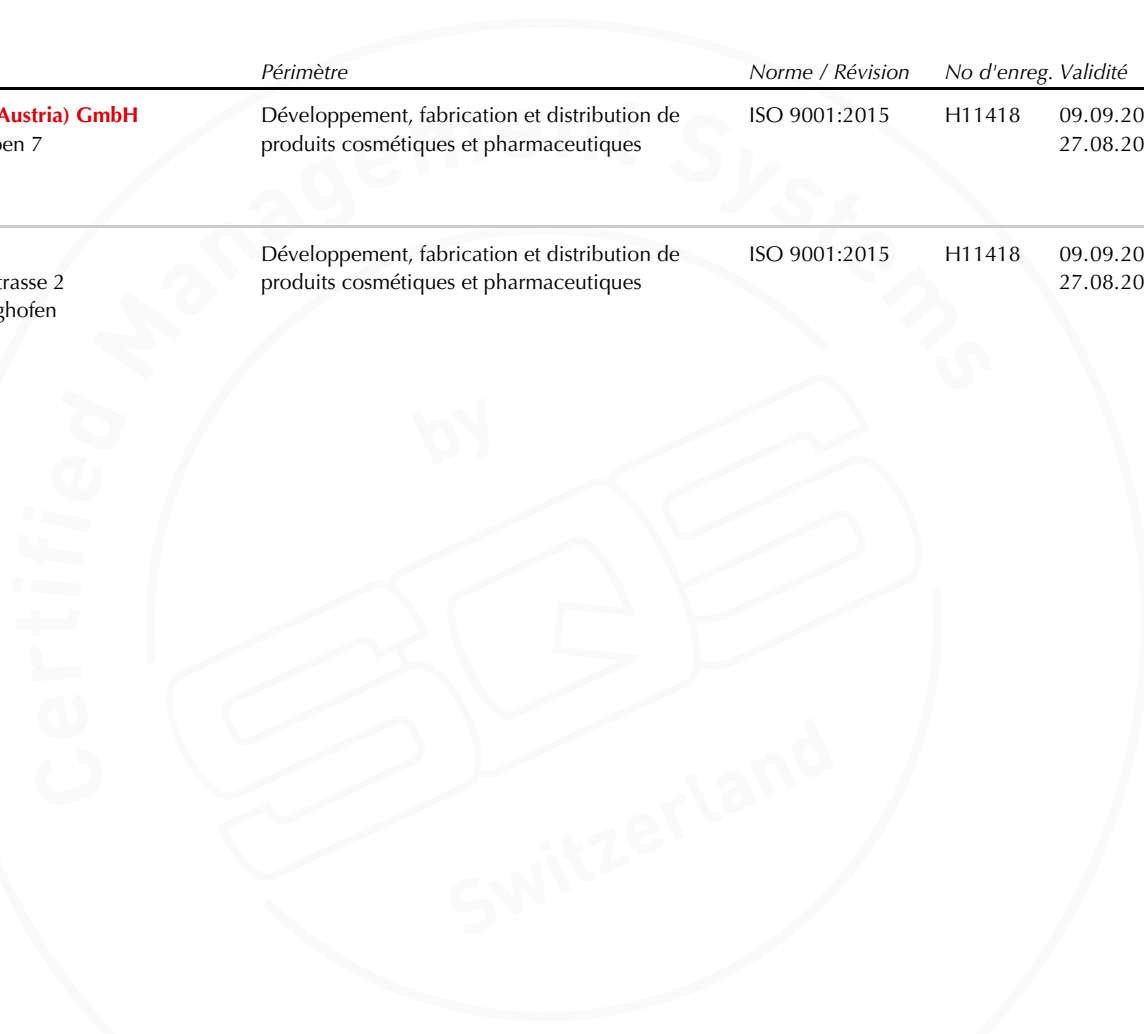 Périmètre Norme / Révision No d'enreg. Validité
Austria) GmbH Développement, fabrication et distribution de ISO 9001:2015 H11418 09.09.20
en 7 produits cosmétiques et pharmaceutiques 27.08.20
Développement, fabrication et distribution de ISO 9001:2015 H11418 09.09.20
trasse 2 produits cosmétiques et pharmaceutiques 27.08.20
ghofen
Certified Management Systems
by
SQS
Switzerland